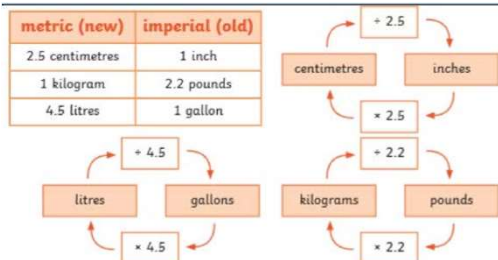 metric (new) imperial (old)
2.5 centimetres 1 inch
1 kilogram 2.2 pounds
4.5 litres 1 gallon
÷ 2.5
centimetres inches
× 2.5
÷ 4.5
litres gallons
× 4.5
÷ 2.2
kilograms pounds
× 2.2